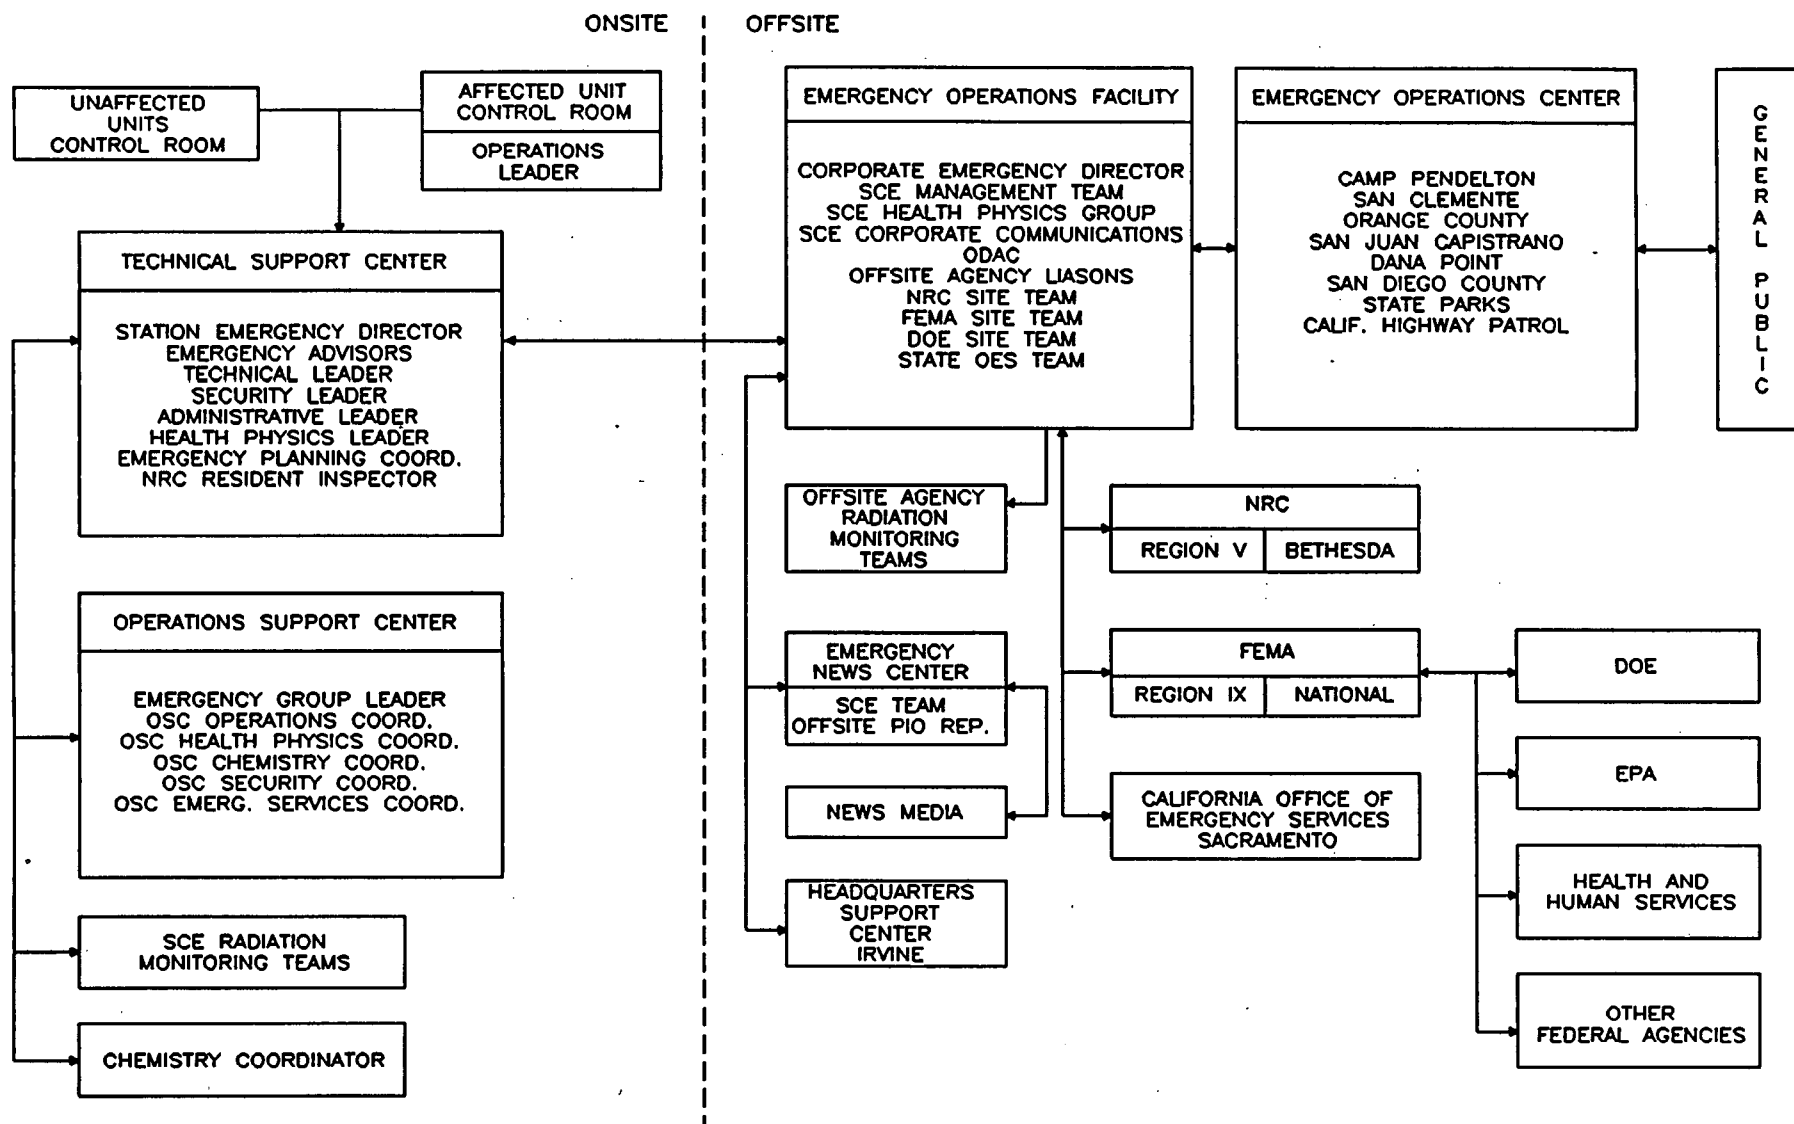 ONSITE
OFFSITE
UNAFFECTED
UNITS
CONTROL ROOM
AFFECTED UNIT
CONTROL ROOM
OPERATIONS
LEADER
TECHNICAL SUPPORT CENTER
STATION EMERGENCY DIRECTOR
EMERGENCY ADVISORS
TECHNICAL LEADER
SECURITY LEADER
ADMINISTRATIVE LEADER
HEALTH PHYSICS LEADER
EMERGENCY PLANNING COORD.
NRC RESIDENT INSPECTOR
OPERATIONS SUPPORT CENTER
EMERGENCY GROUP LEADER
OSC OPERATIONS COORD.
OSC HEALTH PHYSICS COORD.
OSC CHEMISTRY COORD.
OSC SECURITY COORD.
OSC EMERG. SERVICES COORD.
SCE RADIATION
MONITORING TEAMS
CHEMISTRY COORDINATOR
EMERGENCY OPERATIONS FACILITY
CORPORATE EMERGENCY DIRECTOR
SCE MANAGEMENT TEAM
SCE HEALTH PHYSICS GROUP
SCE CORPORATE COMMUNICATIONS
ODAC
OFFSITE AGENCY LIASONS
NRC SITE TEAM
FEMA SITE TEAM
DOE SITE TEAM
STATE OES TEAM
EMERGENCY OPERATIONS CENTER
CAMP PENDELTON
SAN CLEMENTE
ORANGE COUNTY
SAN JUAN CAPISTRANO
DANA POINT
SAN DIEGO COUNTY
STATE PARKS
CALIF. HIGHWAY PATROL
GENERAL PUBLIC
OFFSITE AGENCY
RADIATION
MONITORING
TEAMS
NRC
REGION V
BETHESDA
EMERGENCY
NEWS CENTER
SCE TEAM
OFFSITE PIO REP.
FEMA
REGION IX
NATIONAL
DOE
EPA
NEWS MEDIA
CALIFORNIA OFFICE OF
EMERGENCY SERVICES
SACRAMENTO
HEADQUARTERS
SUPPORT
CENTER
IRVINE
HEALTH AND
HUMAN SERVICES
OTHER
FEDERAL AGENCIES